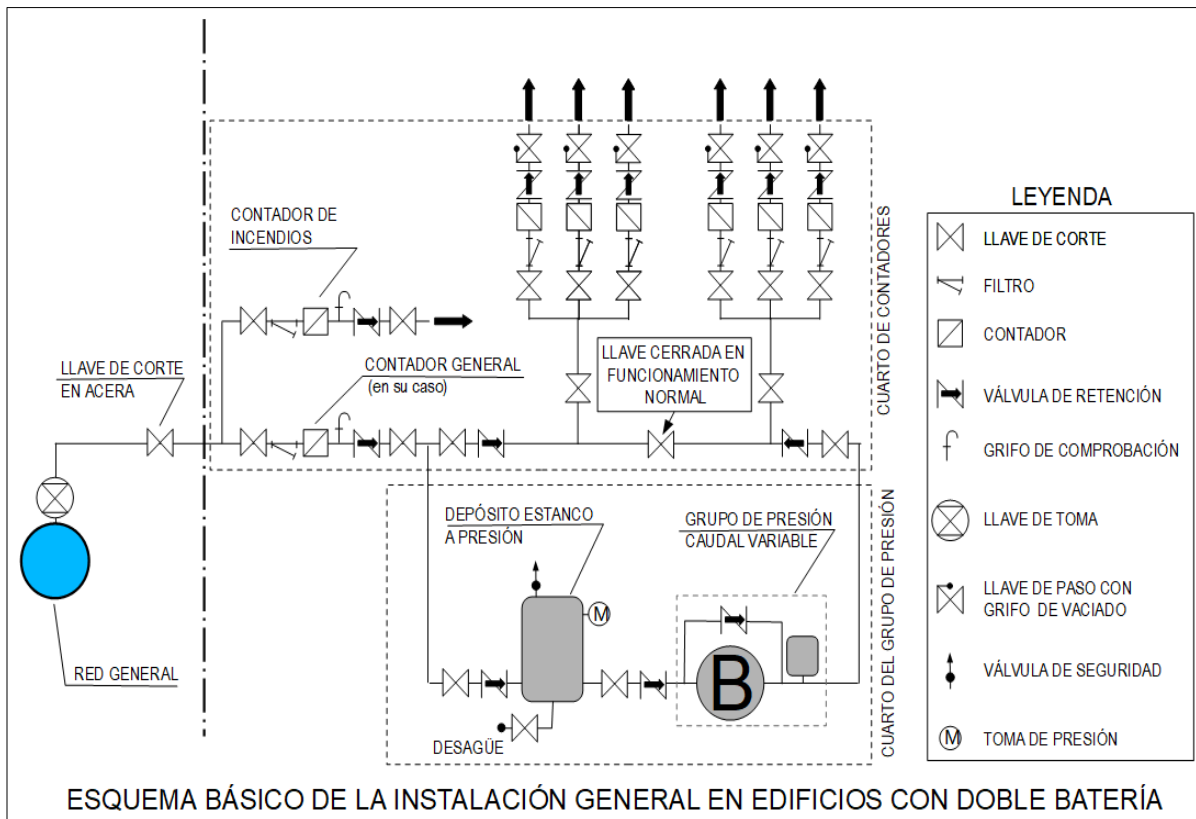 CONTADOR DE
INCENDIOS
LLAVE DE CORTE
EN ACERA
CONTADOR GENERAL
(en su caso)
LLAVE CERRADA EN
FUNCIONAMIENTO
NORMAL
CUARTO DE CONTADORES
RED GENERAL
DEPÓSITO ESTANCO
A PRESIÓN
M
GRUPO DE PRESIÓN
CAUDAL VARIABLE
B
DESAGÜE
CUARTO DEL GRUPO DE PRESIÓN
LEYENDA
LLAVE DE CORTE
FILTRO
CONTADOR
VÁLVULA DE RETENCIÓN
GRIFO DE COMPROBACIÓN
LLAVE DE TOMA
LLAVE DE PASO CON
GRIFO DE VACIADO
VÁLVULA DE SEGURIDAD
M TOMA DE PRESIÓN
ESQUEMA BÁSICO DE LA INSTALACIÓN GENERAL EN EDIFICIOS CON DOBLE BATERÍA